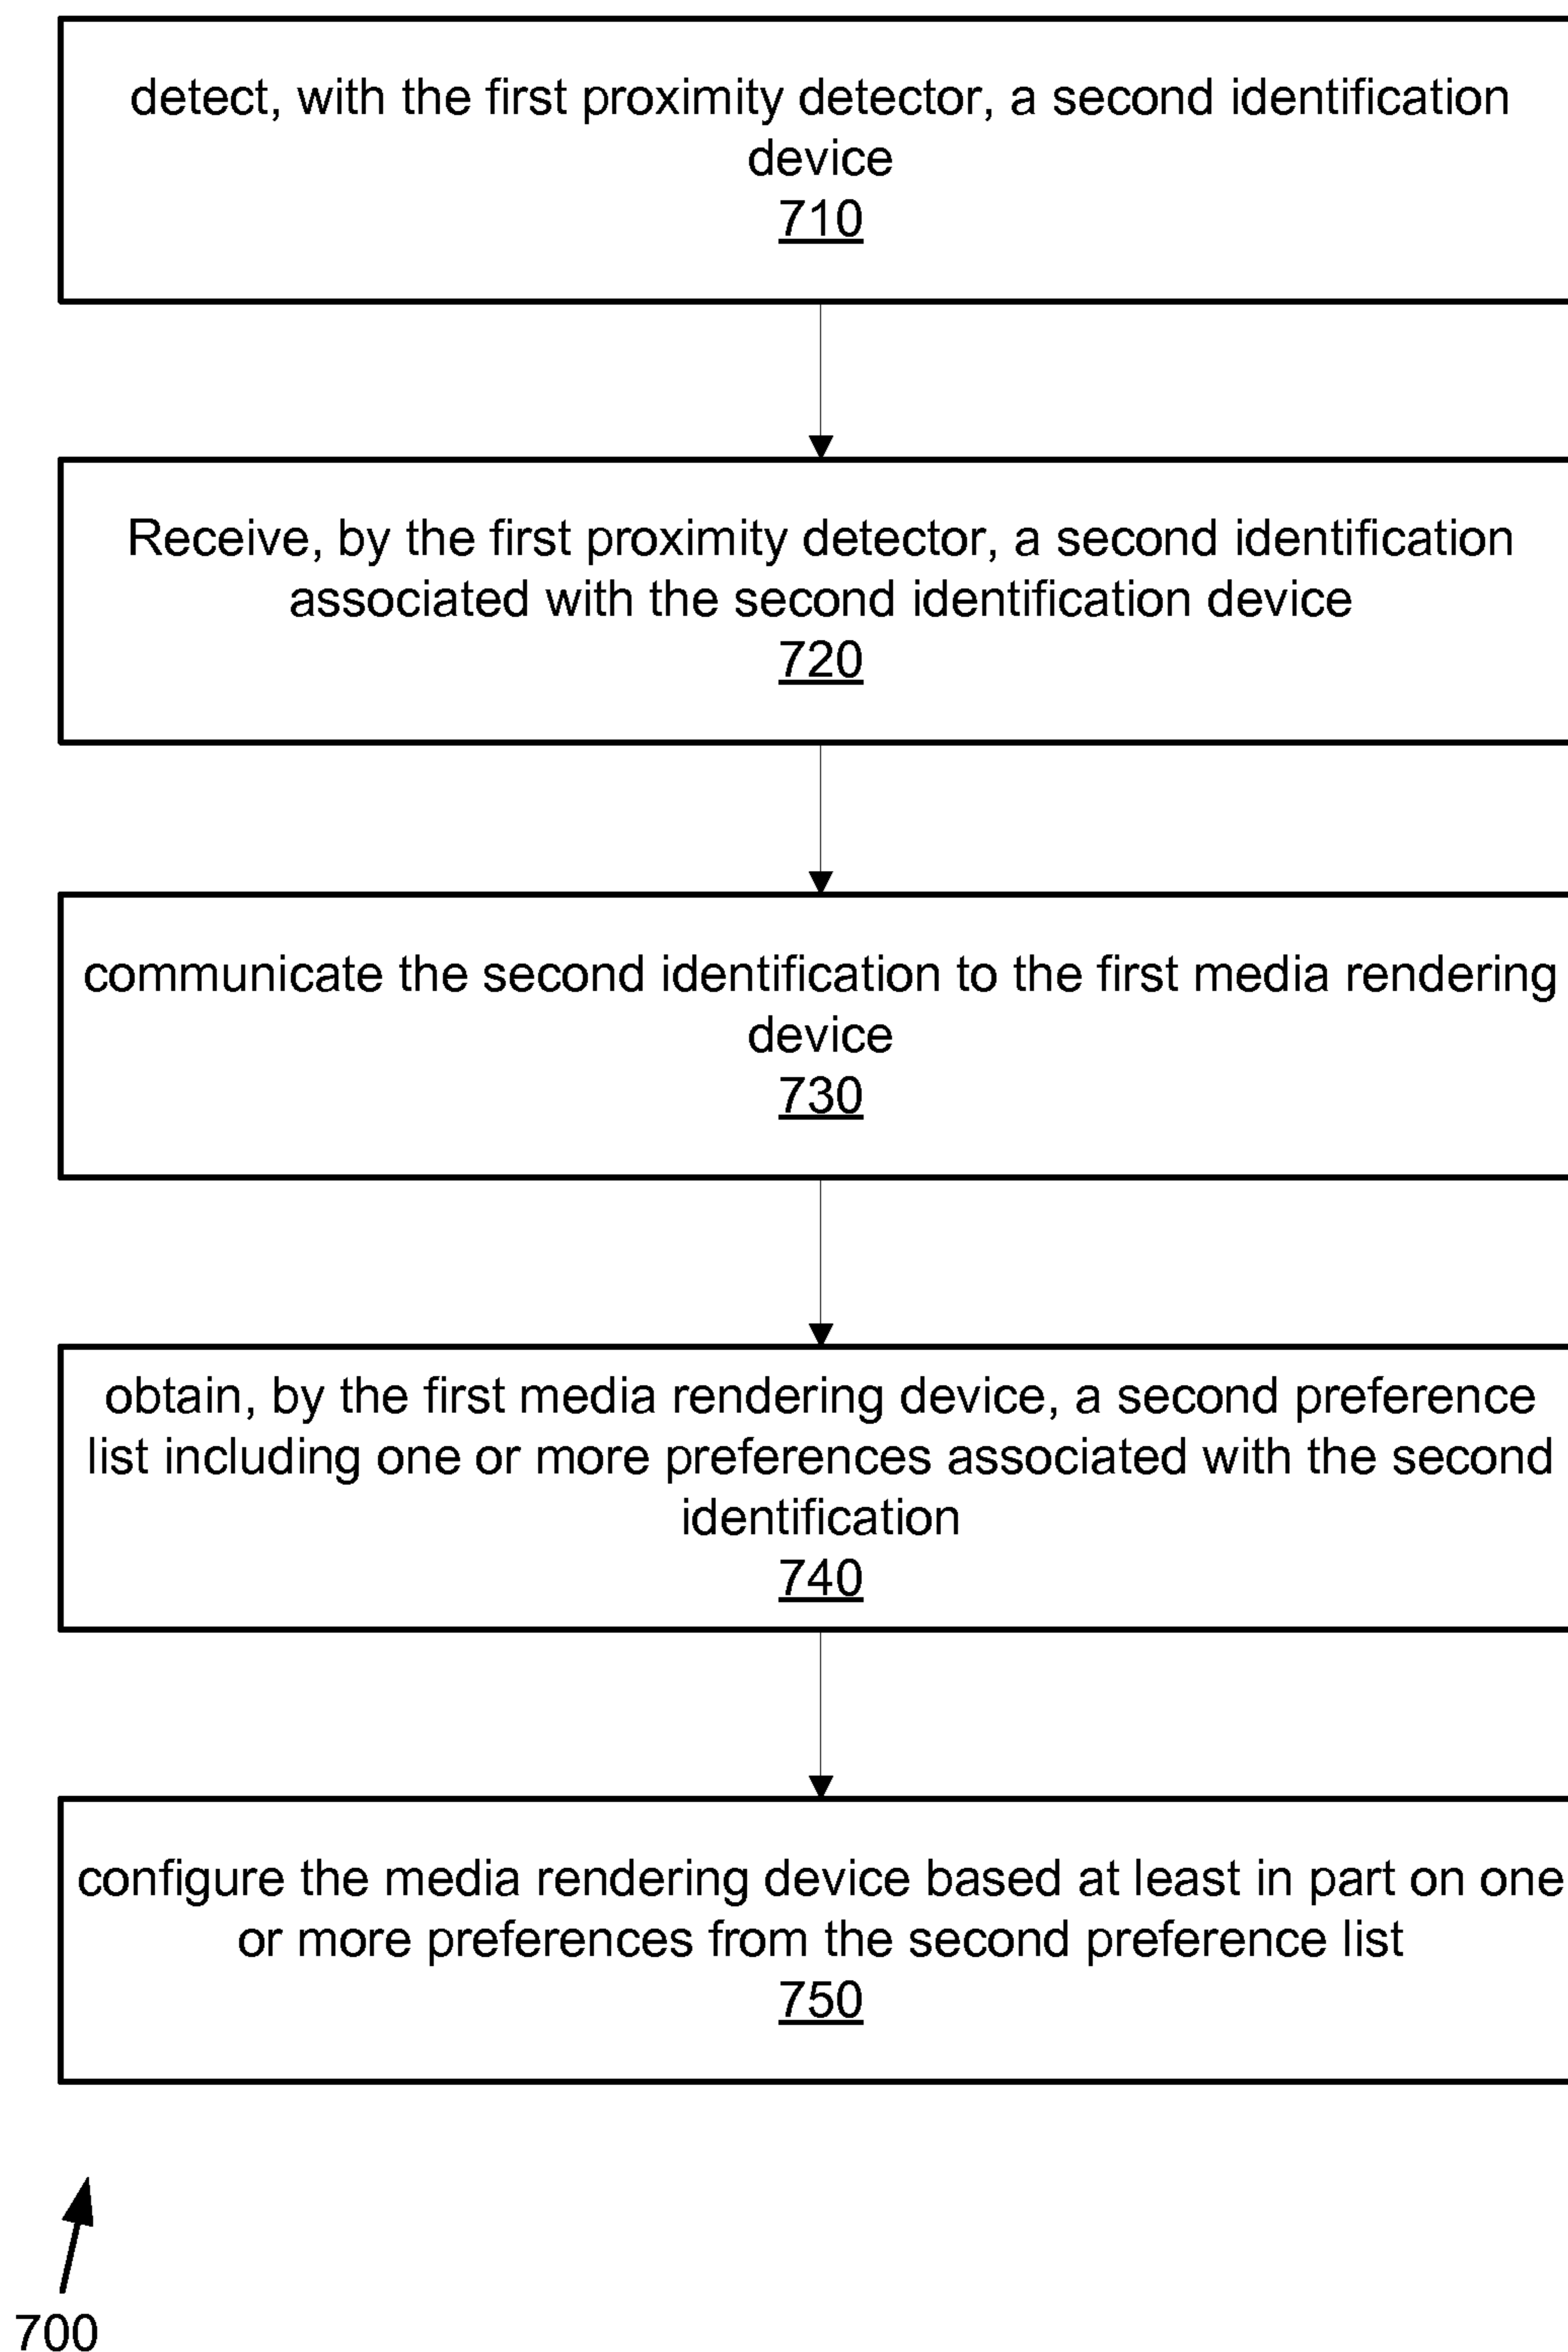 detect, with the first proximity detector, a second identification
device
710
Receive, by the first proximity detector, a second identification
associated with the second identification device
720
communicate the second identification to the first media rendering
device
730
obtain, by the first media rendering device, a second preference
list including one or more preferences associated with the second
identification
740
configure the media rendering device based at least in part on one
or more preferences from the second preference list
750
700